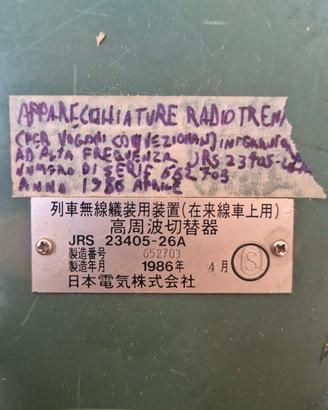 APPARECCHIATURE RADIO TRENI
(PER VAGONI CONVEZIONALI) INTERRUTTORE
AD ALTA FREQUENZA JRS 23405-26A
NUMERO DI SERIE 652703
ANNO 1986 APRILE
列車無線艤装用装置(在来線車上用)
高周波切替器
JRS 23405-26A
製造番号 652703
製造年月 1986年 4月 S
日本電気株式会社